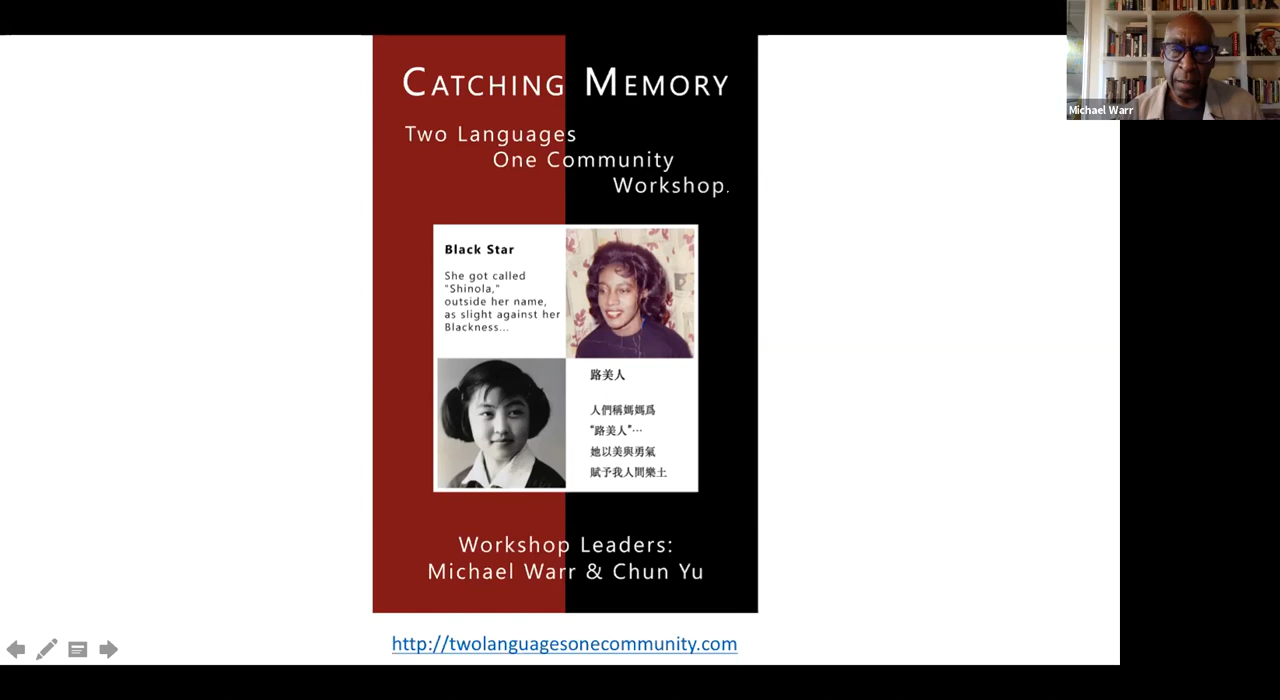 Catching Memory
Two Languages
One Community
Workshop.
Black Star
She got called
"Shinola,"
outside her name,
as slight against her
Blackness...
路美人
人們稱媽媽爲
“路美人”…
她以美與勇氣
賦予我人間樂土
Workshop Leaders:
Michael Warr & Chun Yu
http://twolanguagesonecommunity.com
Michael Warr